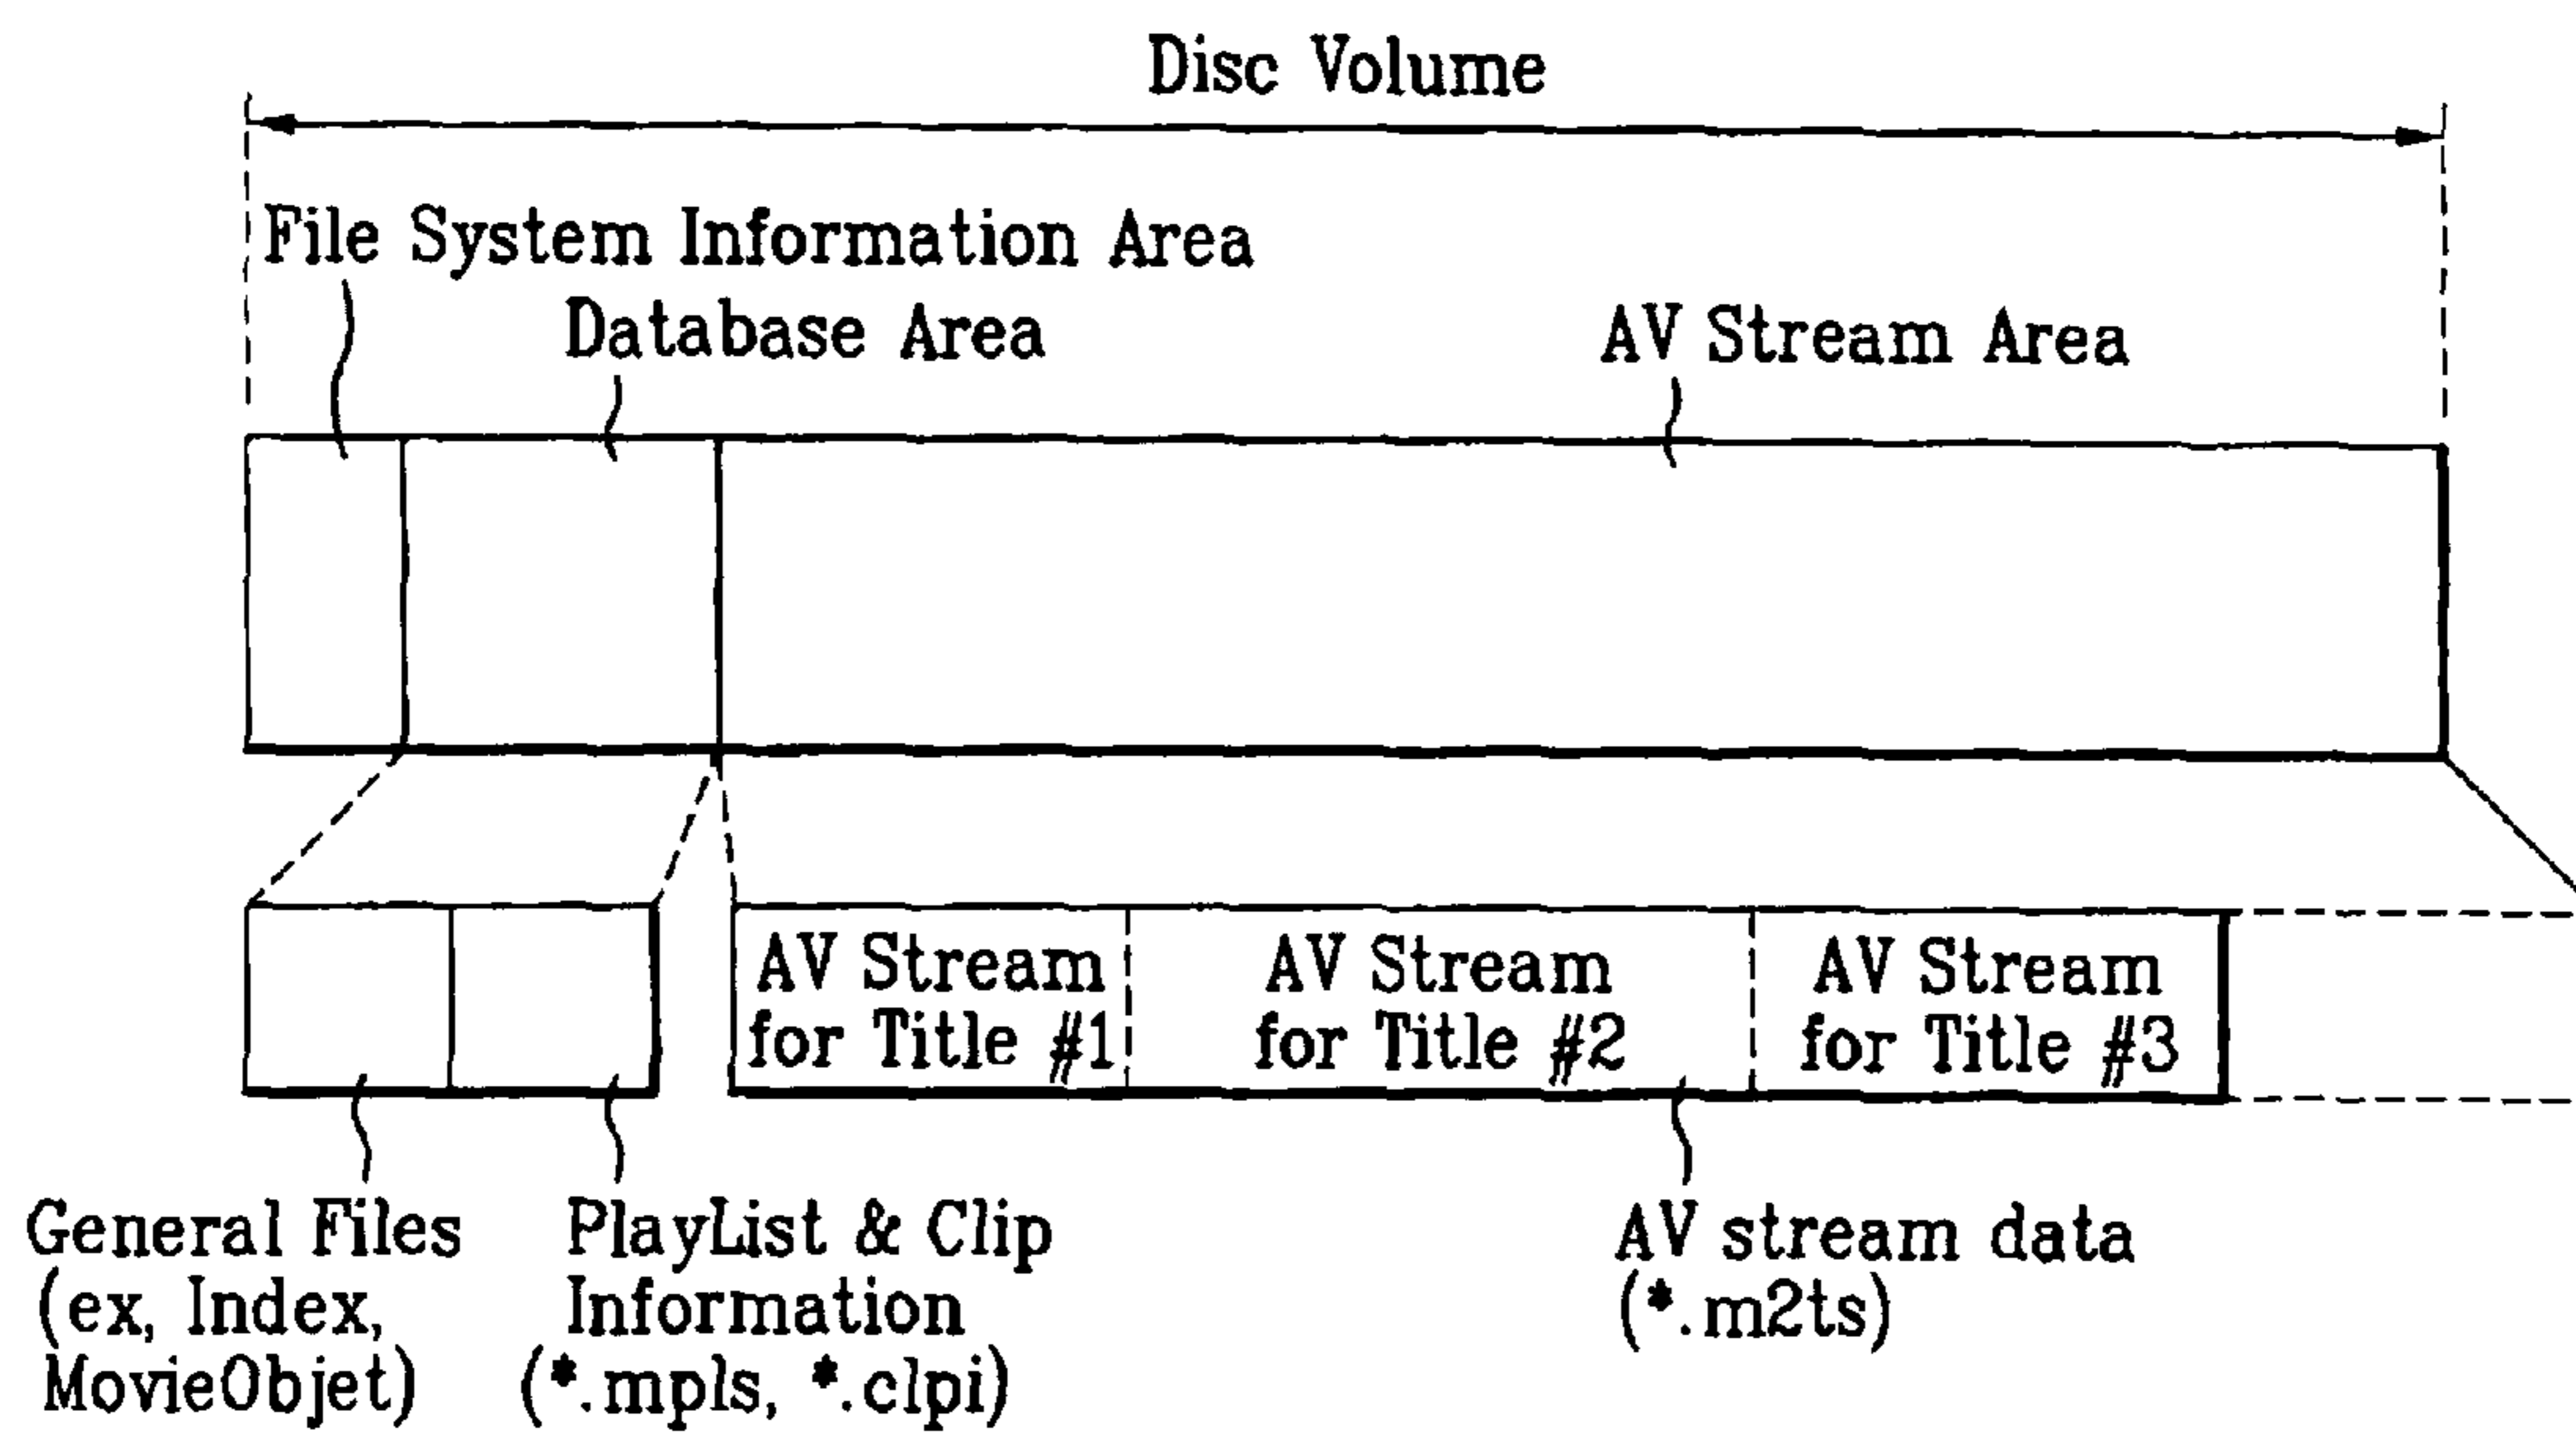 Disc Volume
File System Information Area
Database Area
AV Stream Area
AV Stream
for Title #1
AV Stream
for Title #2
AV Stream
for Title #3
General Files
(ex, Index,
MovieObjet)
PlayList & Clip
Information
(*.mpls, *.clpi)
AV stream data
(*.m2ts)